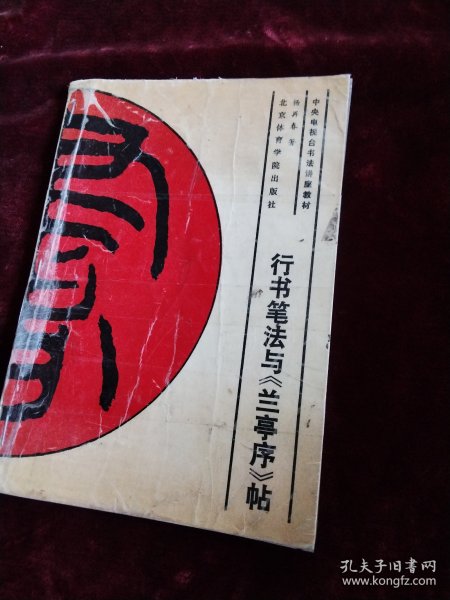 中央电视台书法讲座教材
杨再春 著
北京体育学院出版社
行书笔法与《兰亭序》帖
孔夫子旧书网
www.kongfz.com